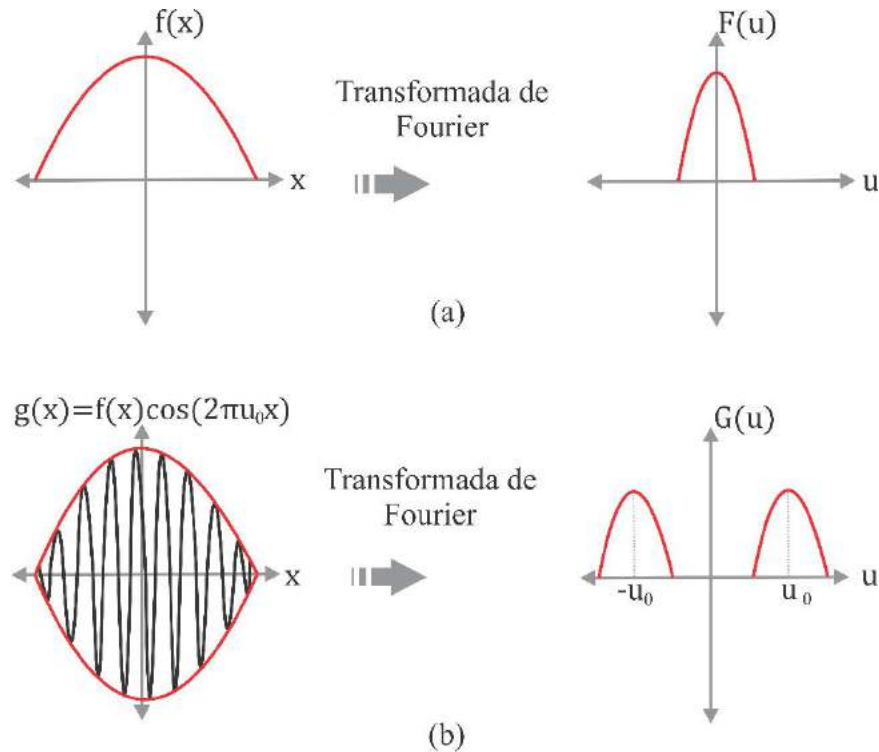 f(x)
F(u)
Transformada de
Fourier
x
u
(a)
g(x)=f(x)cos(2πu₀x)
G(u)
Transformada de
Fourier
x
-u₀
u₀
u
(b)